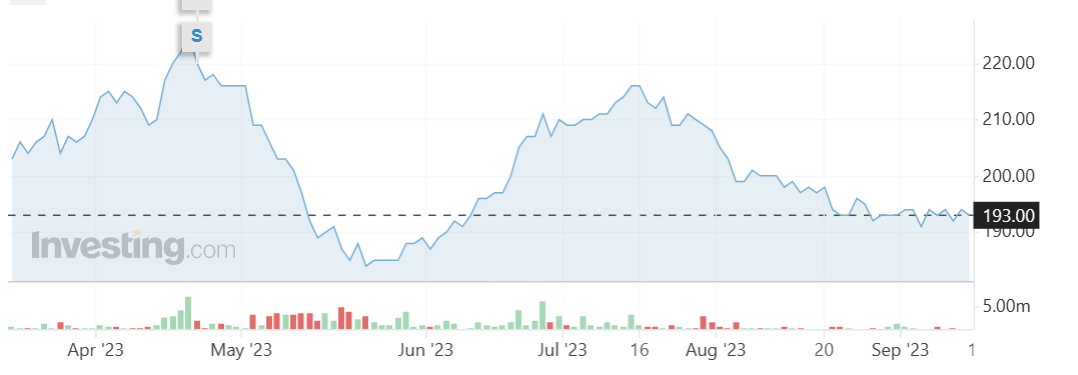 S
220.00
210.00
200.00
193.00
190.00
Investing.com
5.00m
Apr '23
May '23
Jun '23
Jul '23
16
Aug '23
20
Sep '23
1